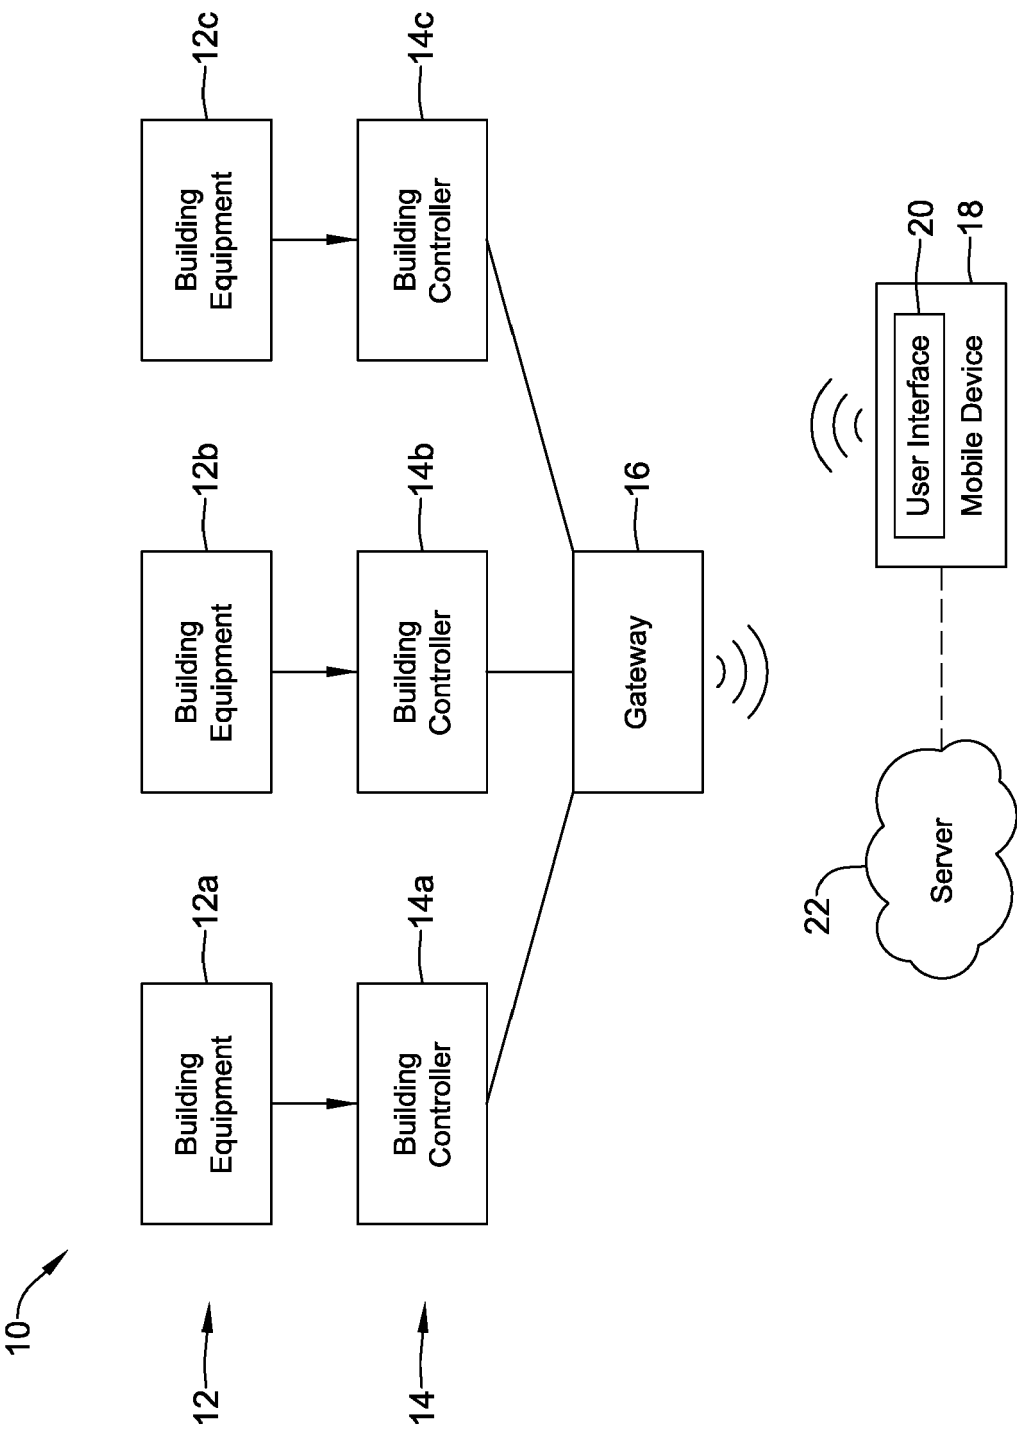 10
12
12a
12b
12c
Building
Equipment
Building
Equipment
Building
Equipment
14
14a
14b
14c
Building
Controller
Building
Controller
Building
Controller
16
Gateway
22
Server
20
User Interface
18
Mobile Device